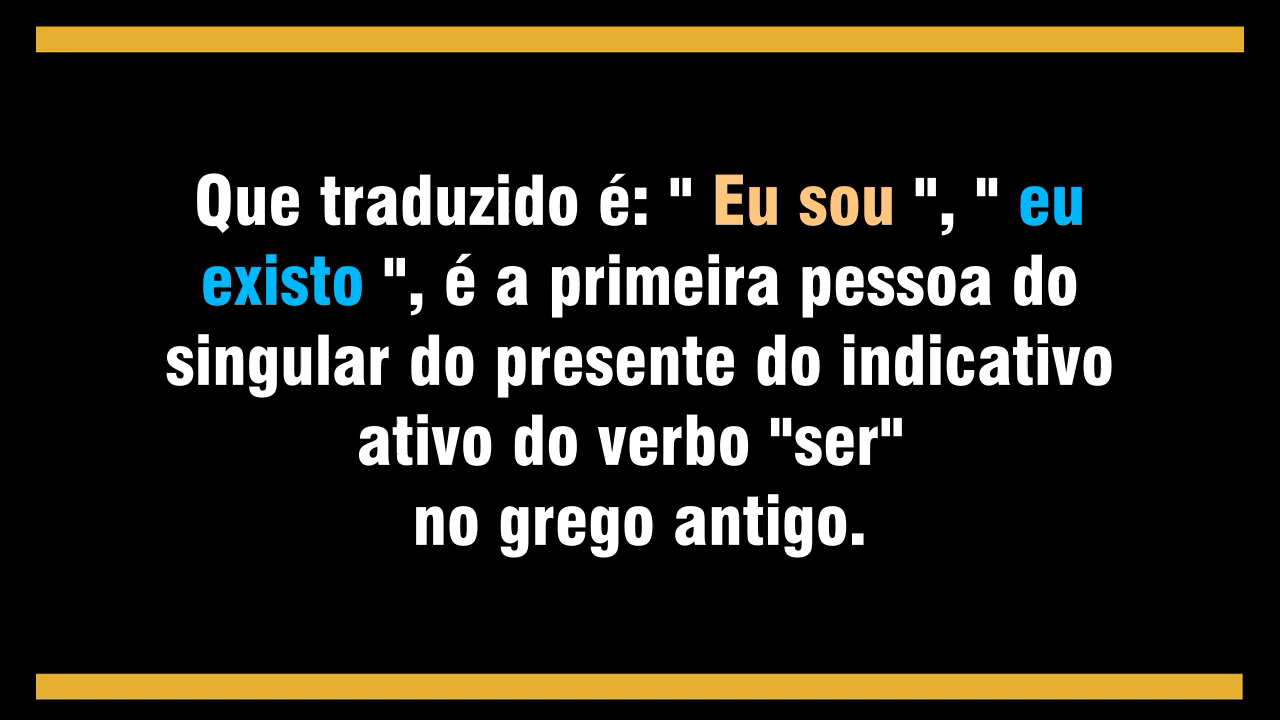 Que traduzido é: " Eu sou ", " eu
existo ", é a primeira pessoa do
singular do presente do indicativo
ativo do verbo "ser"
no grego antigo.